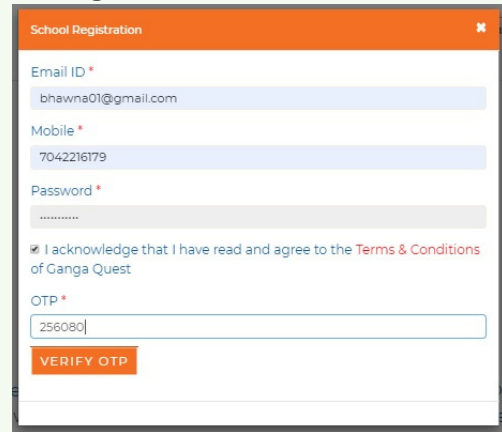 School Registration ✖
Email ID *
bhawna01@gmail.com
Mobile *
7042216179
Password *
...........
I acknowledge that I have read and agree to the Terms & Conditions
of Ganga Quest
OTP *
256080
VERIFY OTP